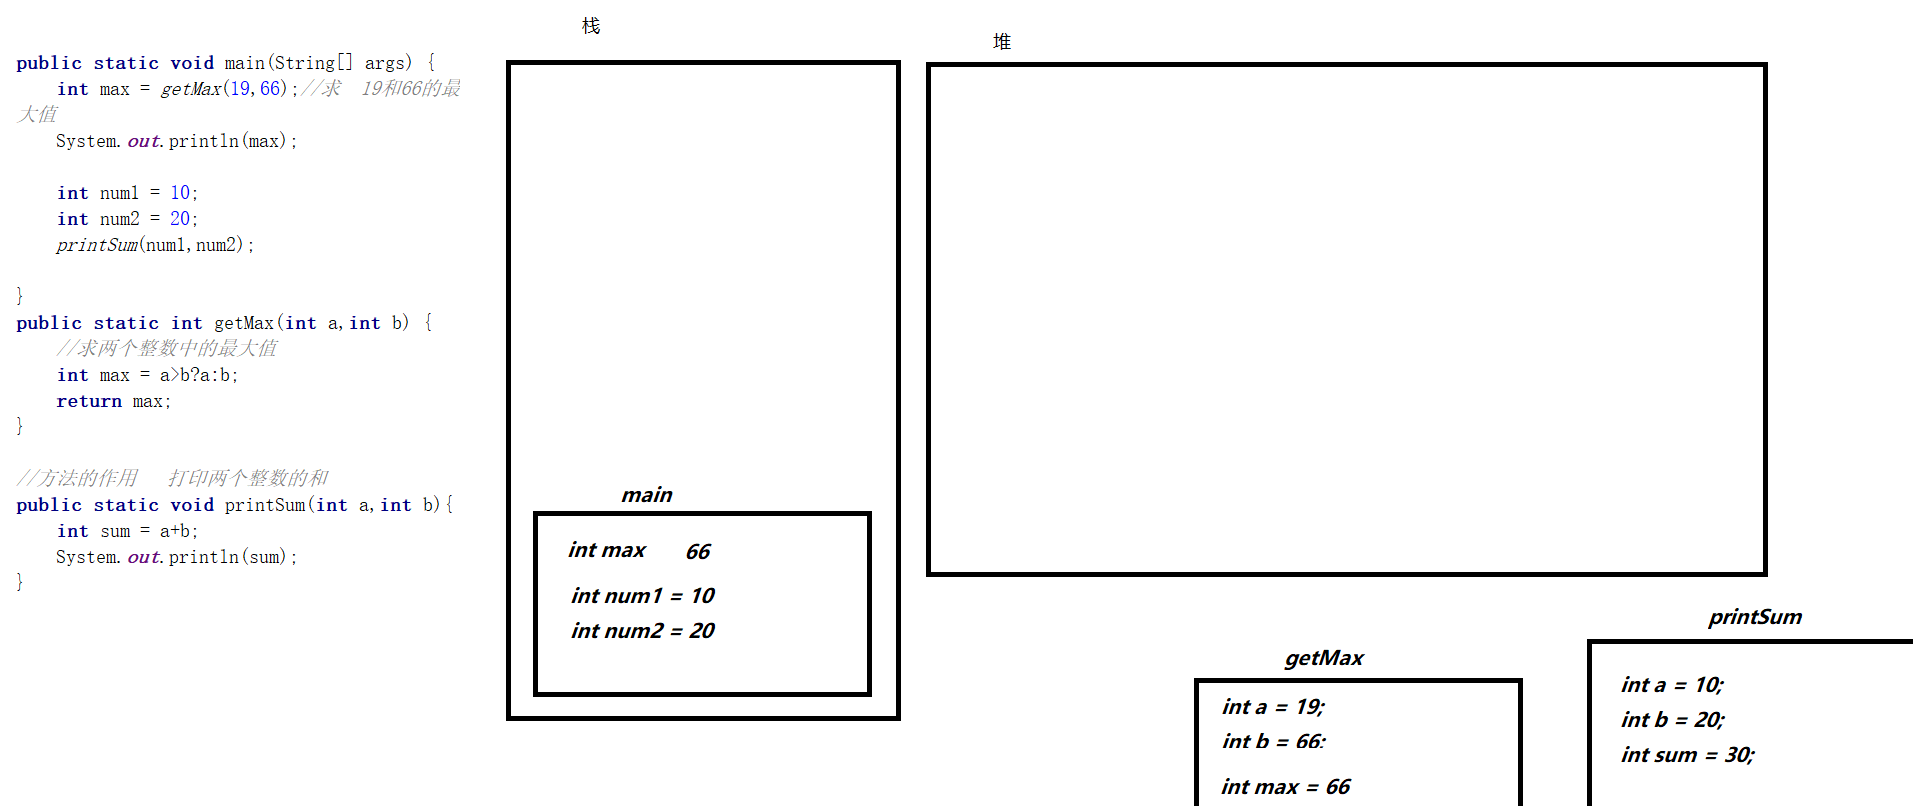 栈
堆
public static void main(String[] args) {
int max = getMax(19,66);//求  19和66的最
大值
System.out.println(max);
int num1 = 10;
int num2 = 20;
printSum(num1,num2);
}
public static int getMax(int a,int b) {
//求两个整数中的最大值
int max = a>b?a:b;
return max;
}
//方法的作用   打印两个整数的和
public static void printSum(int a,int b){
int sum = a+b;
System.out.println(sum);
}
main
int max 66
int num1 = 10
int num2 = 20
getMax
int a = 19;
int b = 66;
int max = 66
printSum
int a = 10;
int b = 20;
int sum = 30;